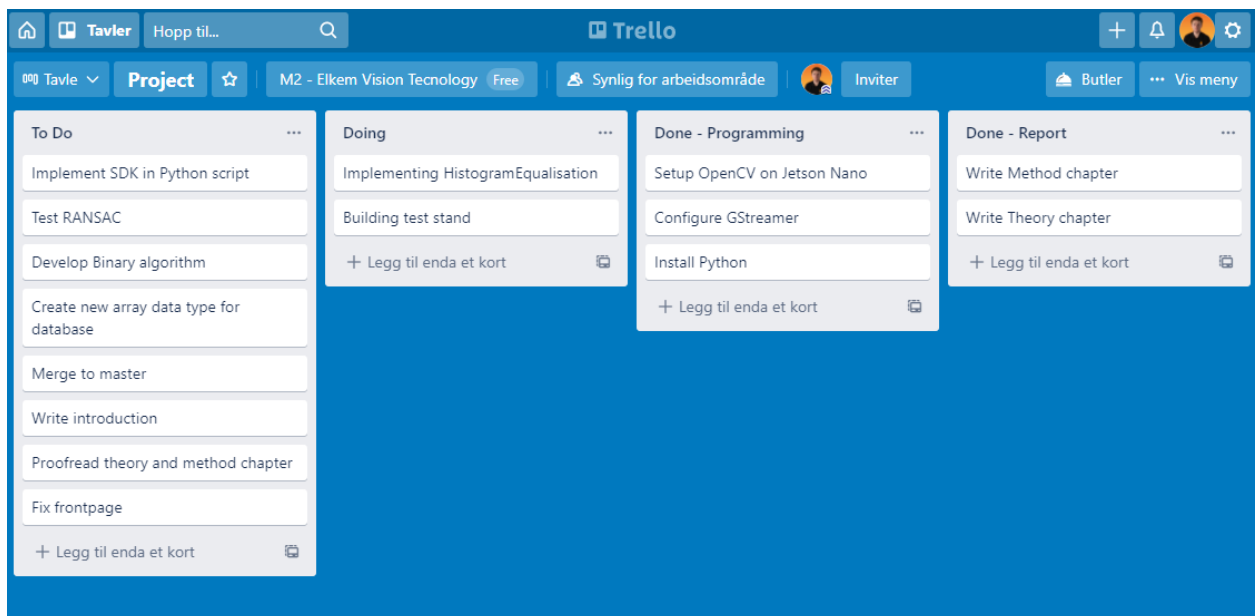 Tavler
Hopp til...
Trello
Tavle
Project
M2 - Elkem Vision Tecnology Free
Synlig for arbeidsområde
Inviter
Butler
Vis meny
To Do
Implement SDK in Python script
Test RANSAC
Develop Binary algorithm
Create new array data type for
database
Merge to master
Write introduction
Proofread theory and method chapter
Fix frontpage
Legg til enda et kort
Doing
Implementing HistogramEqualisation
Building test stand
Legg til enda et kort
Done - Programming
Setup OpenCV on Jetson Nano
Configure GStreamer
Install Python
Legg til enda et kort
Done - Report
Write Method chapter
Write Theory chapter
Legg til enda et kort